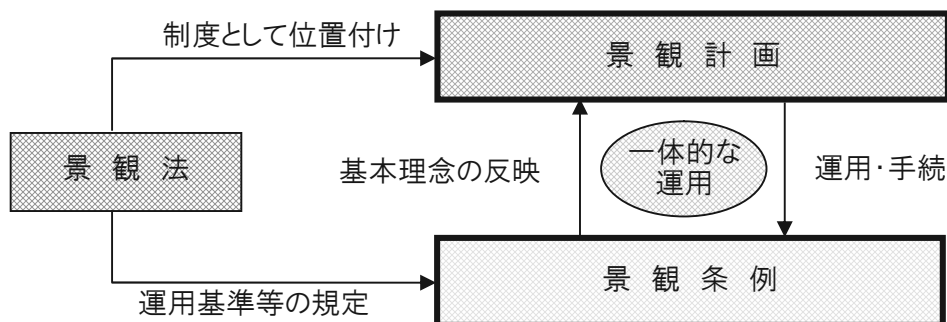 制度として位置付け
景観計画
景観法
基本理念の反映
一体的な
運用
運用･手続
景観条例
運用基準等の規定